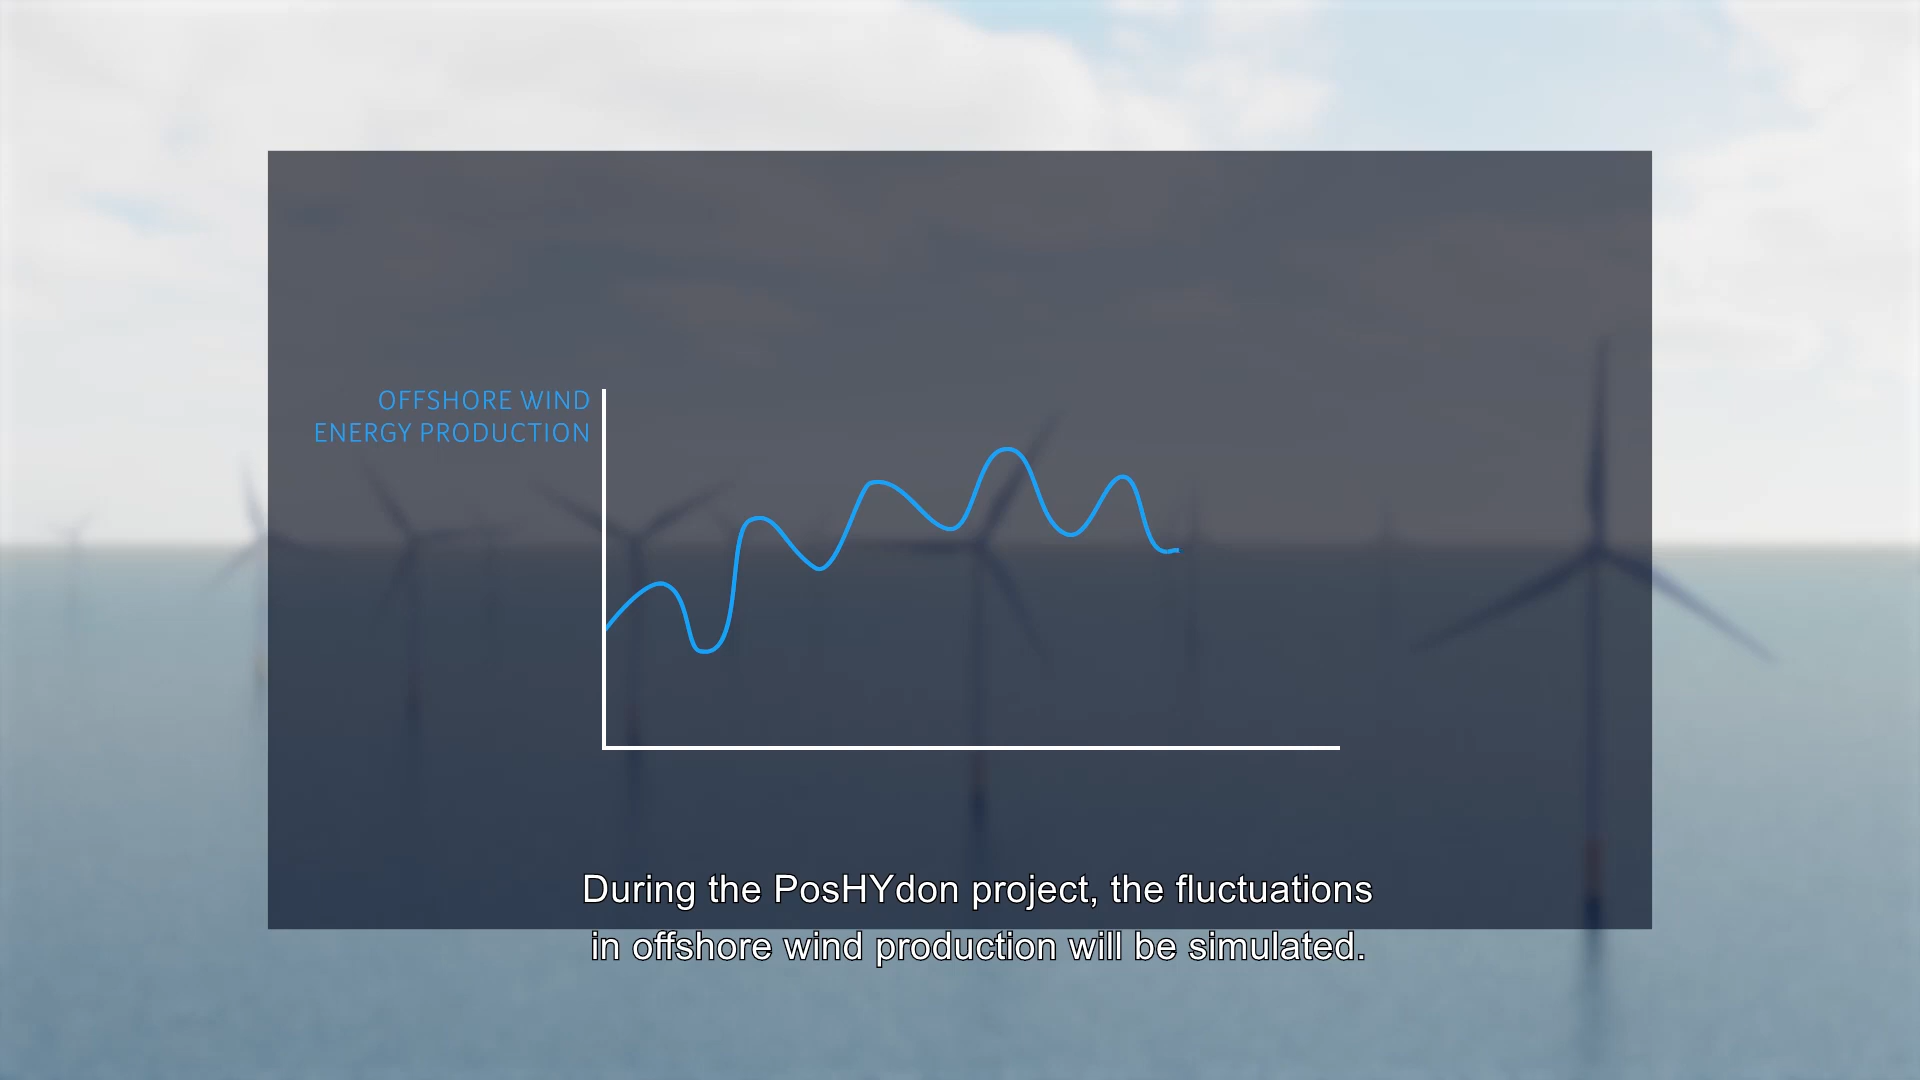 OFFSHORE WIND
ENERGY PRODUCTION
During the PosHYdon project, the fluctuations
in offshore wind production will be simulated.